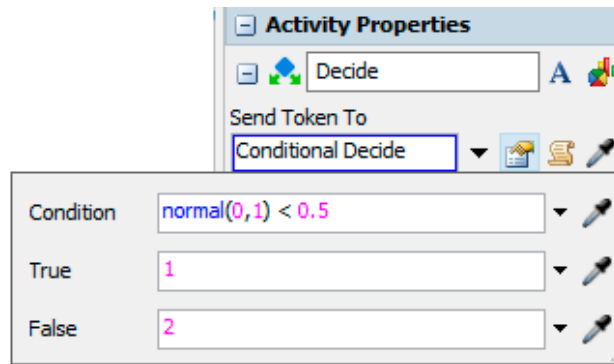 Activity Properties
Decide A
Send Token To
Conditional Decide
Condition normal(0,1) < 0.5
True 1
False 2